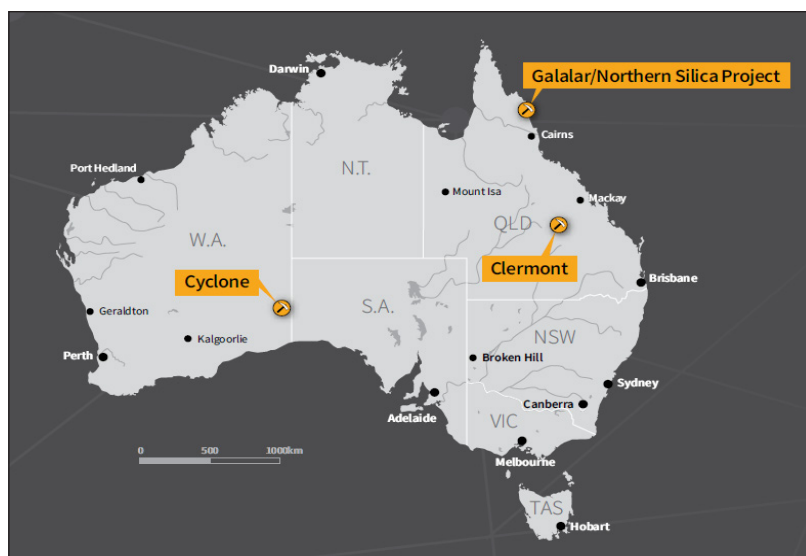 Darwin
Galalar/Northern Silica Project
Cairns
Port Hedland
N.T.
Mount Isa
Mackay
W.A.
QLD
Cyclone
Clermont
Brisbane
S.A.
Geraldton
Kalgoorlie
NSW
Perth
Broken Hill
Sydney
Canberra
Adelaide
VIC
0 500 1000km
Melbourne
TAS
Hobart